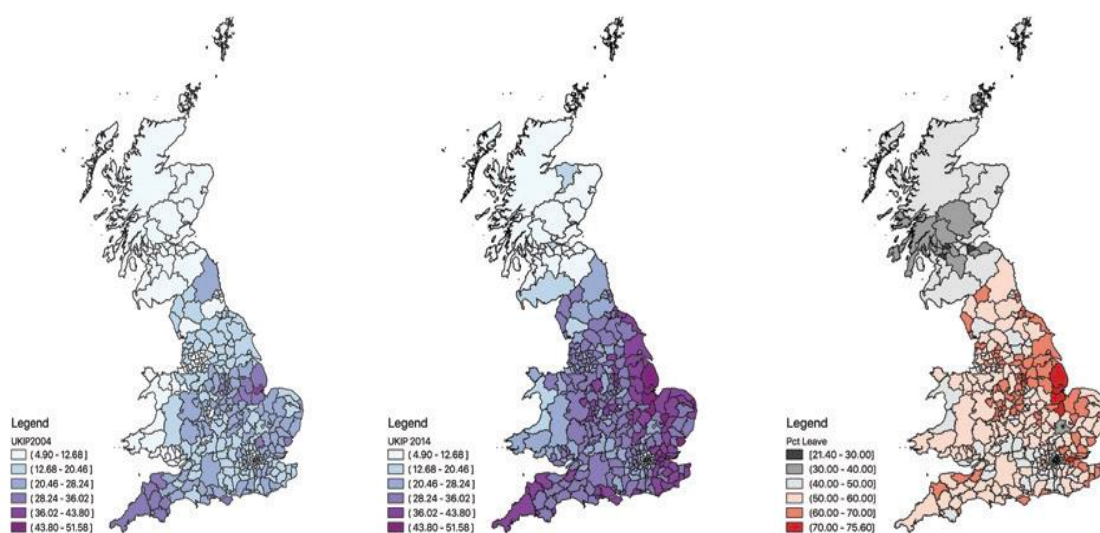 Legend
UKIP2004
[ 4.90 - 12.68]
(12.68 - 20.46]
(20.46 - 28.24]
(28.24 - 36.02]
(36.02 - 43.80]
(43.80 - 51.58]
Legend
UKIP 2014
[ 4.90 - 12.68]
(12.68 - 20.46]
(20.46 - 28.24]
(28.24 - 36.02]
(36.02 - 43.80]
(43.80 - 51.58]
Legend
Pct Leave
[21.40 - 30.00]
(30.00 - 40.00]
(40.00 - 50.00]
(50.00 - 60.00]
(60.00 - 70.00]
(70.00 - 75.60]